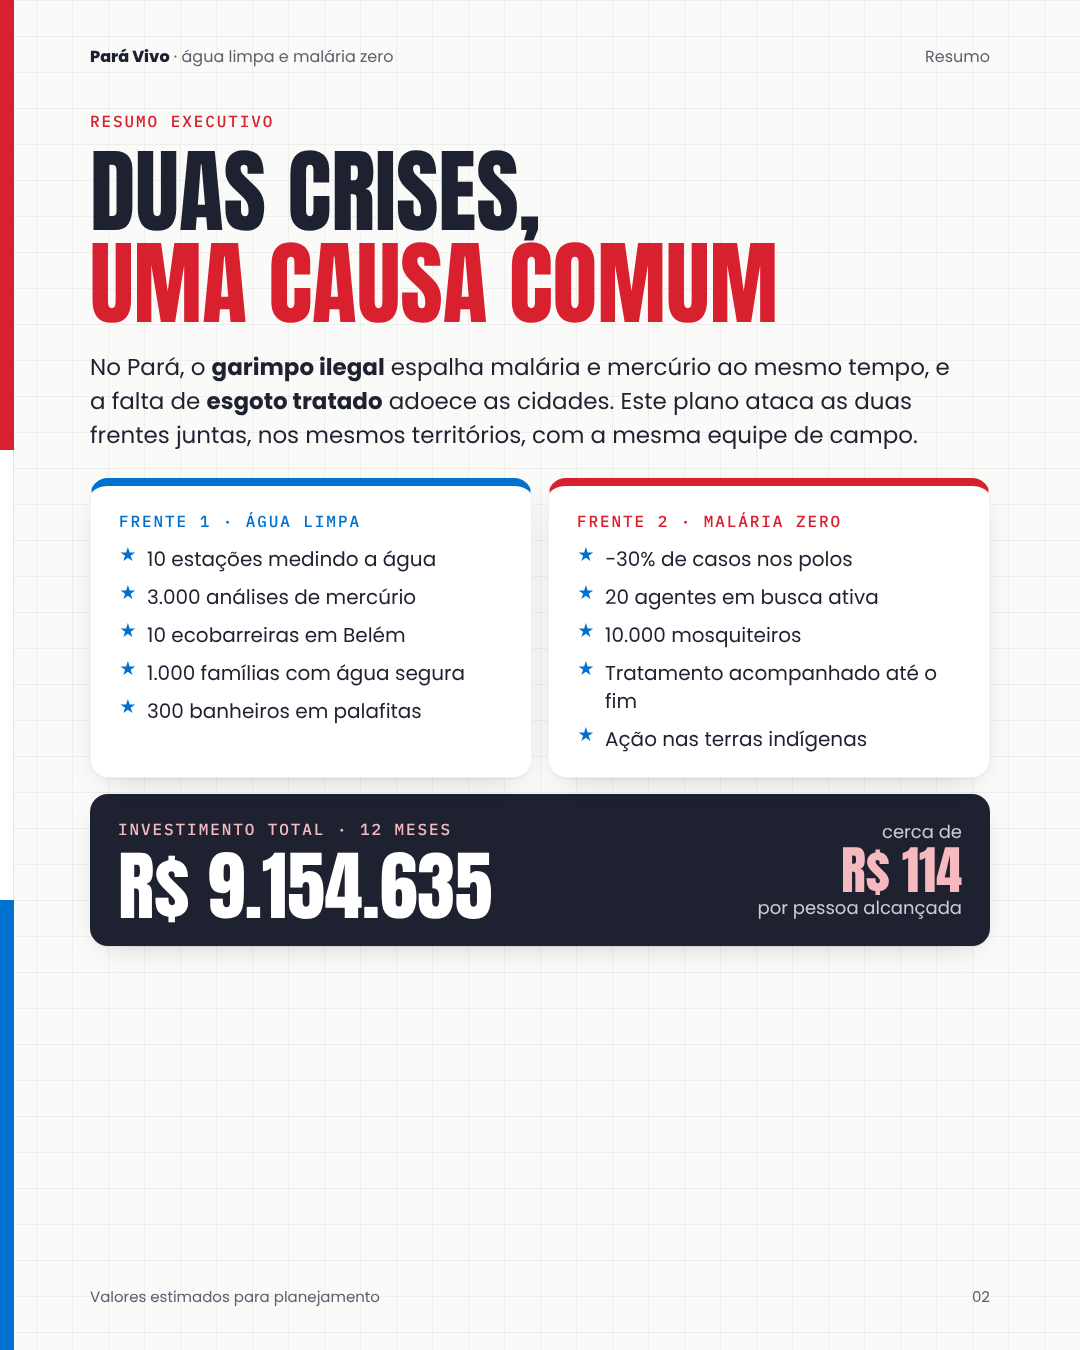 Pará Vivo · água limpa e malária zero
Resumo
RESUMO EXECUTIVO
DUAS CRISES,
UMA CAUSA COMUM
No Pará, o garimpo ilegal espalha malária e mercúrio ao mesmo tempo, e
a falta de esgoto tratado adoece as cidades. Este plano ataca as duas
frentes juntas, nos mesmos territórios, com a mesma equipe de campo.
FRENTE 1 · ÁGUA LIMPA
★ 10 estações medindo a água
★ 3.000 análises de mercúrio
★ 10 ecobarreiras em Belém
★ 1.000 famílias com água segura
★ 300 banheiros em palafitas
FRENTE 2 · MALÁRIA ZERO
★ -30% de casos nos polos
★ 20 agentes em busca ativa
★ 10.000 mosquiteiros
★ Tratamento acompanhado até o
fim
★ Ação nas terras indígenas
INVESTIMENTO TOTAL · 12 MESES
R$ 9.154.635
cerca de
R$ 114
por pessoa alcançada
Valores estimados para planejamento
02